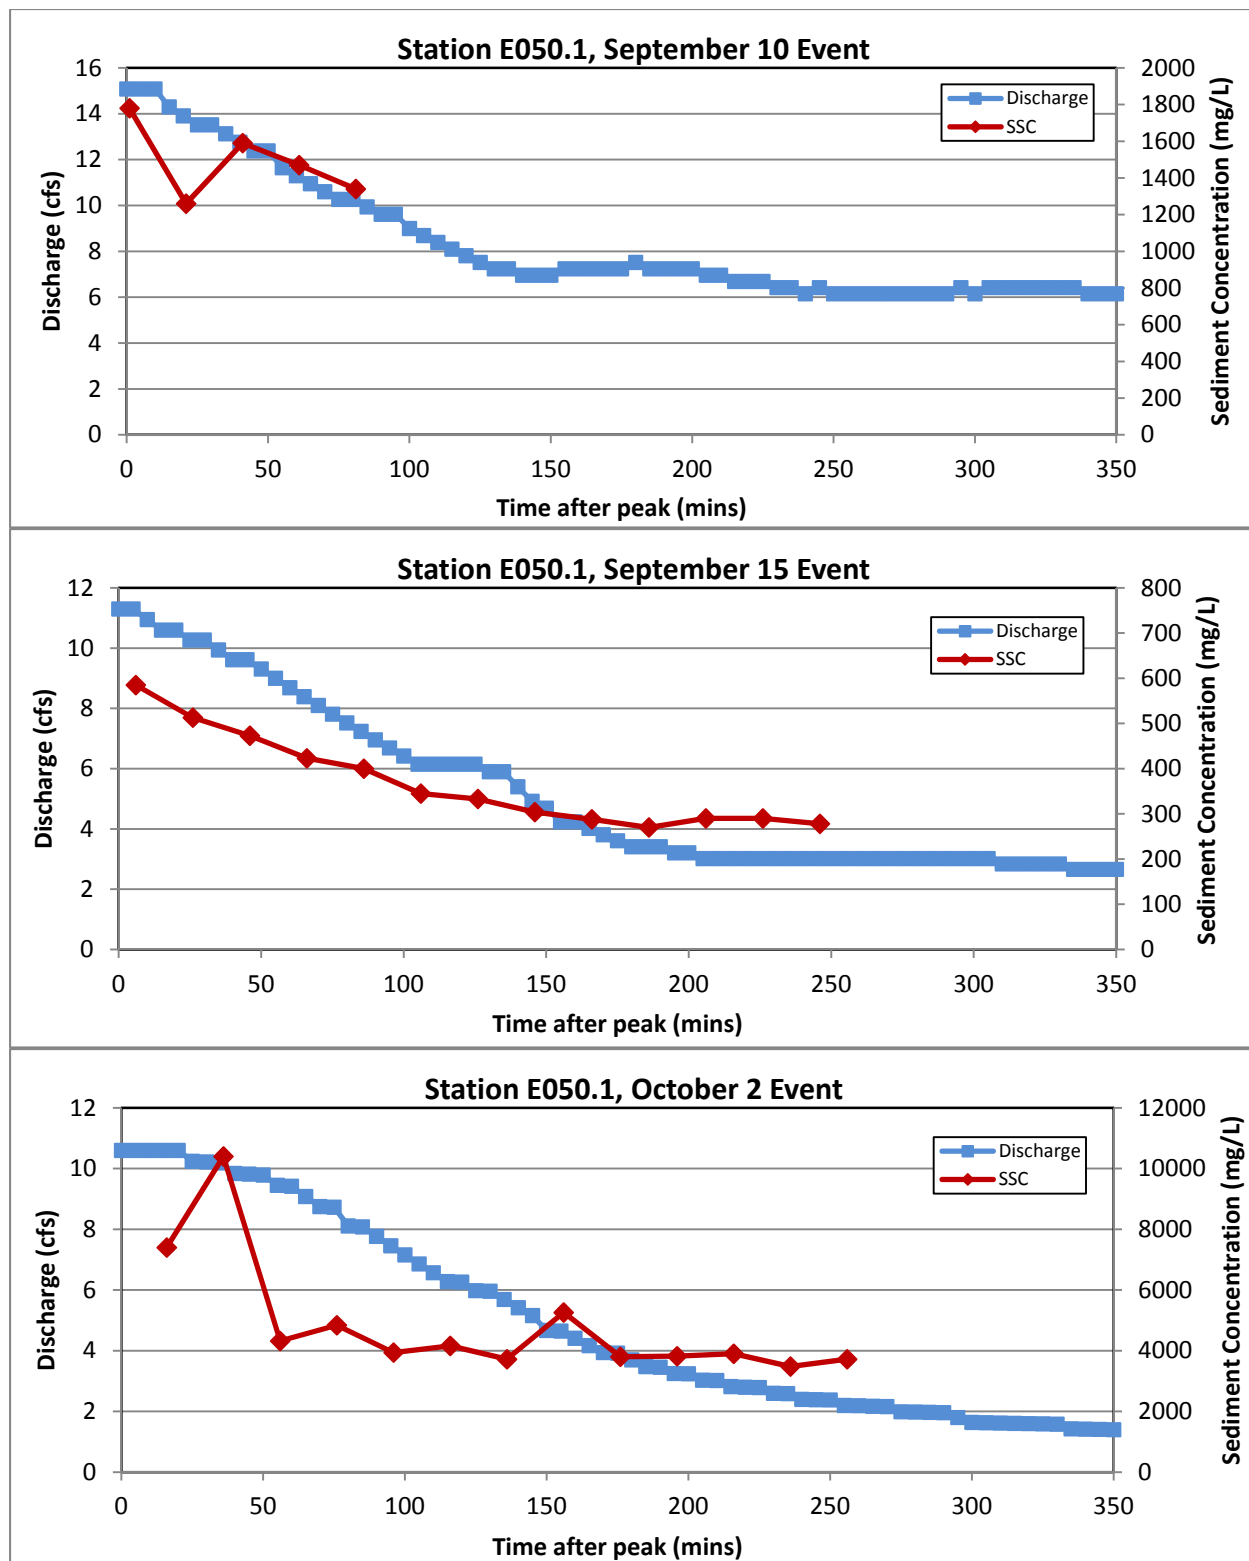 Station E050.1, September 10 Event
Discharge (cfs)
16
14
12
10
8
6
4
2
0
2000
1800
1600
1400
1200
1000
800
600
400
200
0
Sediment Concentration (mg/L)
Discharge
SSC
0 50 100 150 200 250 300 350
Time after peak (mins)
Station E050.1, September 15 Event
Discharge (cfs)
12
10
8
6
4
2
0
800
700
600
500
400
300
200
100
0
Sediment Concentration (mg/L)
Discharge
SSC
0 50 100 150 200 250 300 350
Time after peak (mins)
Station E050.1, October 2 Event
Discharge (cfs)
12
10
8
6
4
2
0
12000
10000
8000
6000
4000
2000
0
Sediment Concentration (mg/L)
Discharge
SSC
0 50 100 150 200 250 300 350
Time after peak (mins)